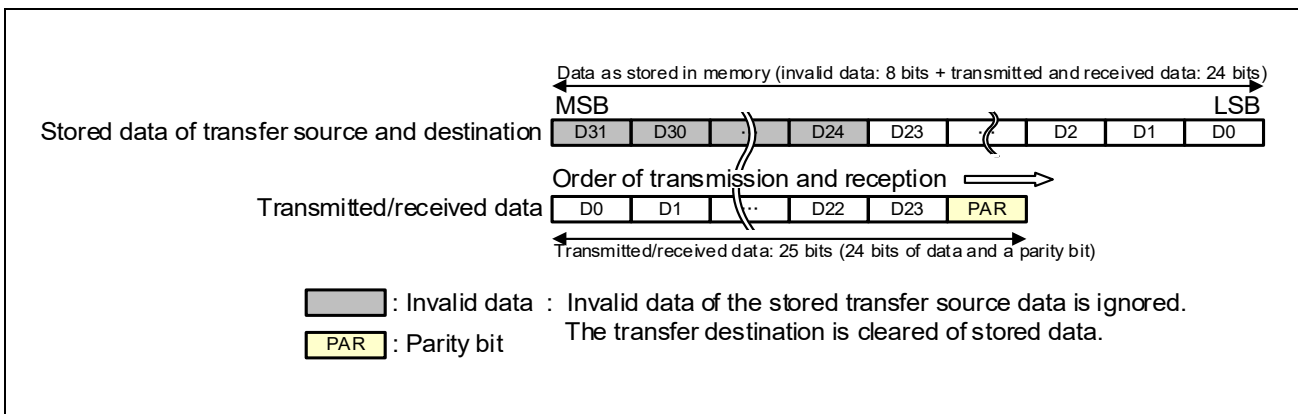 Data as stored in memory (invalid data: 8 bits + transmitted and received data: 24 bits)
MSB LSB
Stored data of transfer source and destination D31 D30 ... D24 D23 ... D2 D1 D0
Order of transmission and reception
Transmitted/received data D0 D1 ... D22 D23 PAR
Transmitted/received data: 25 bits (24 bits of data and a parity bit)
: Invalid data : Invalid data of the stored transfer source data is ignored.
The transfer destination is cleared of stored data.
PAR : Parity bit